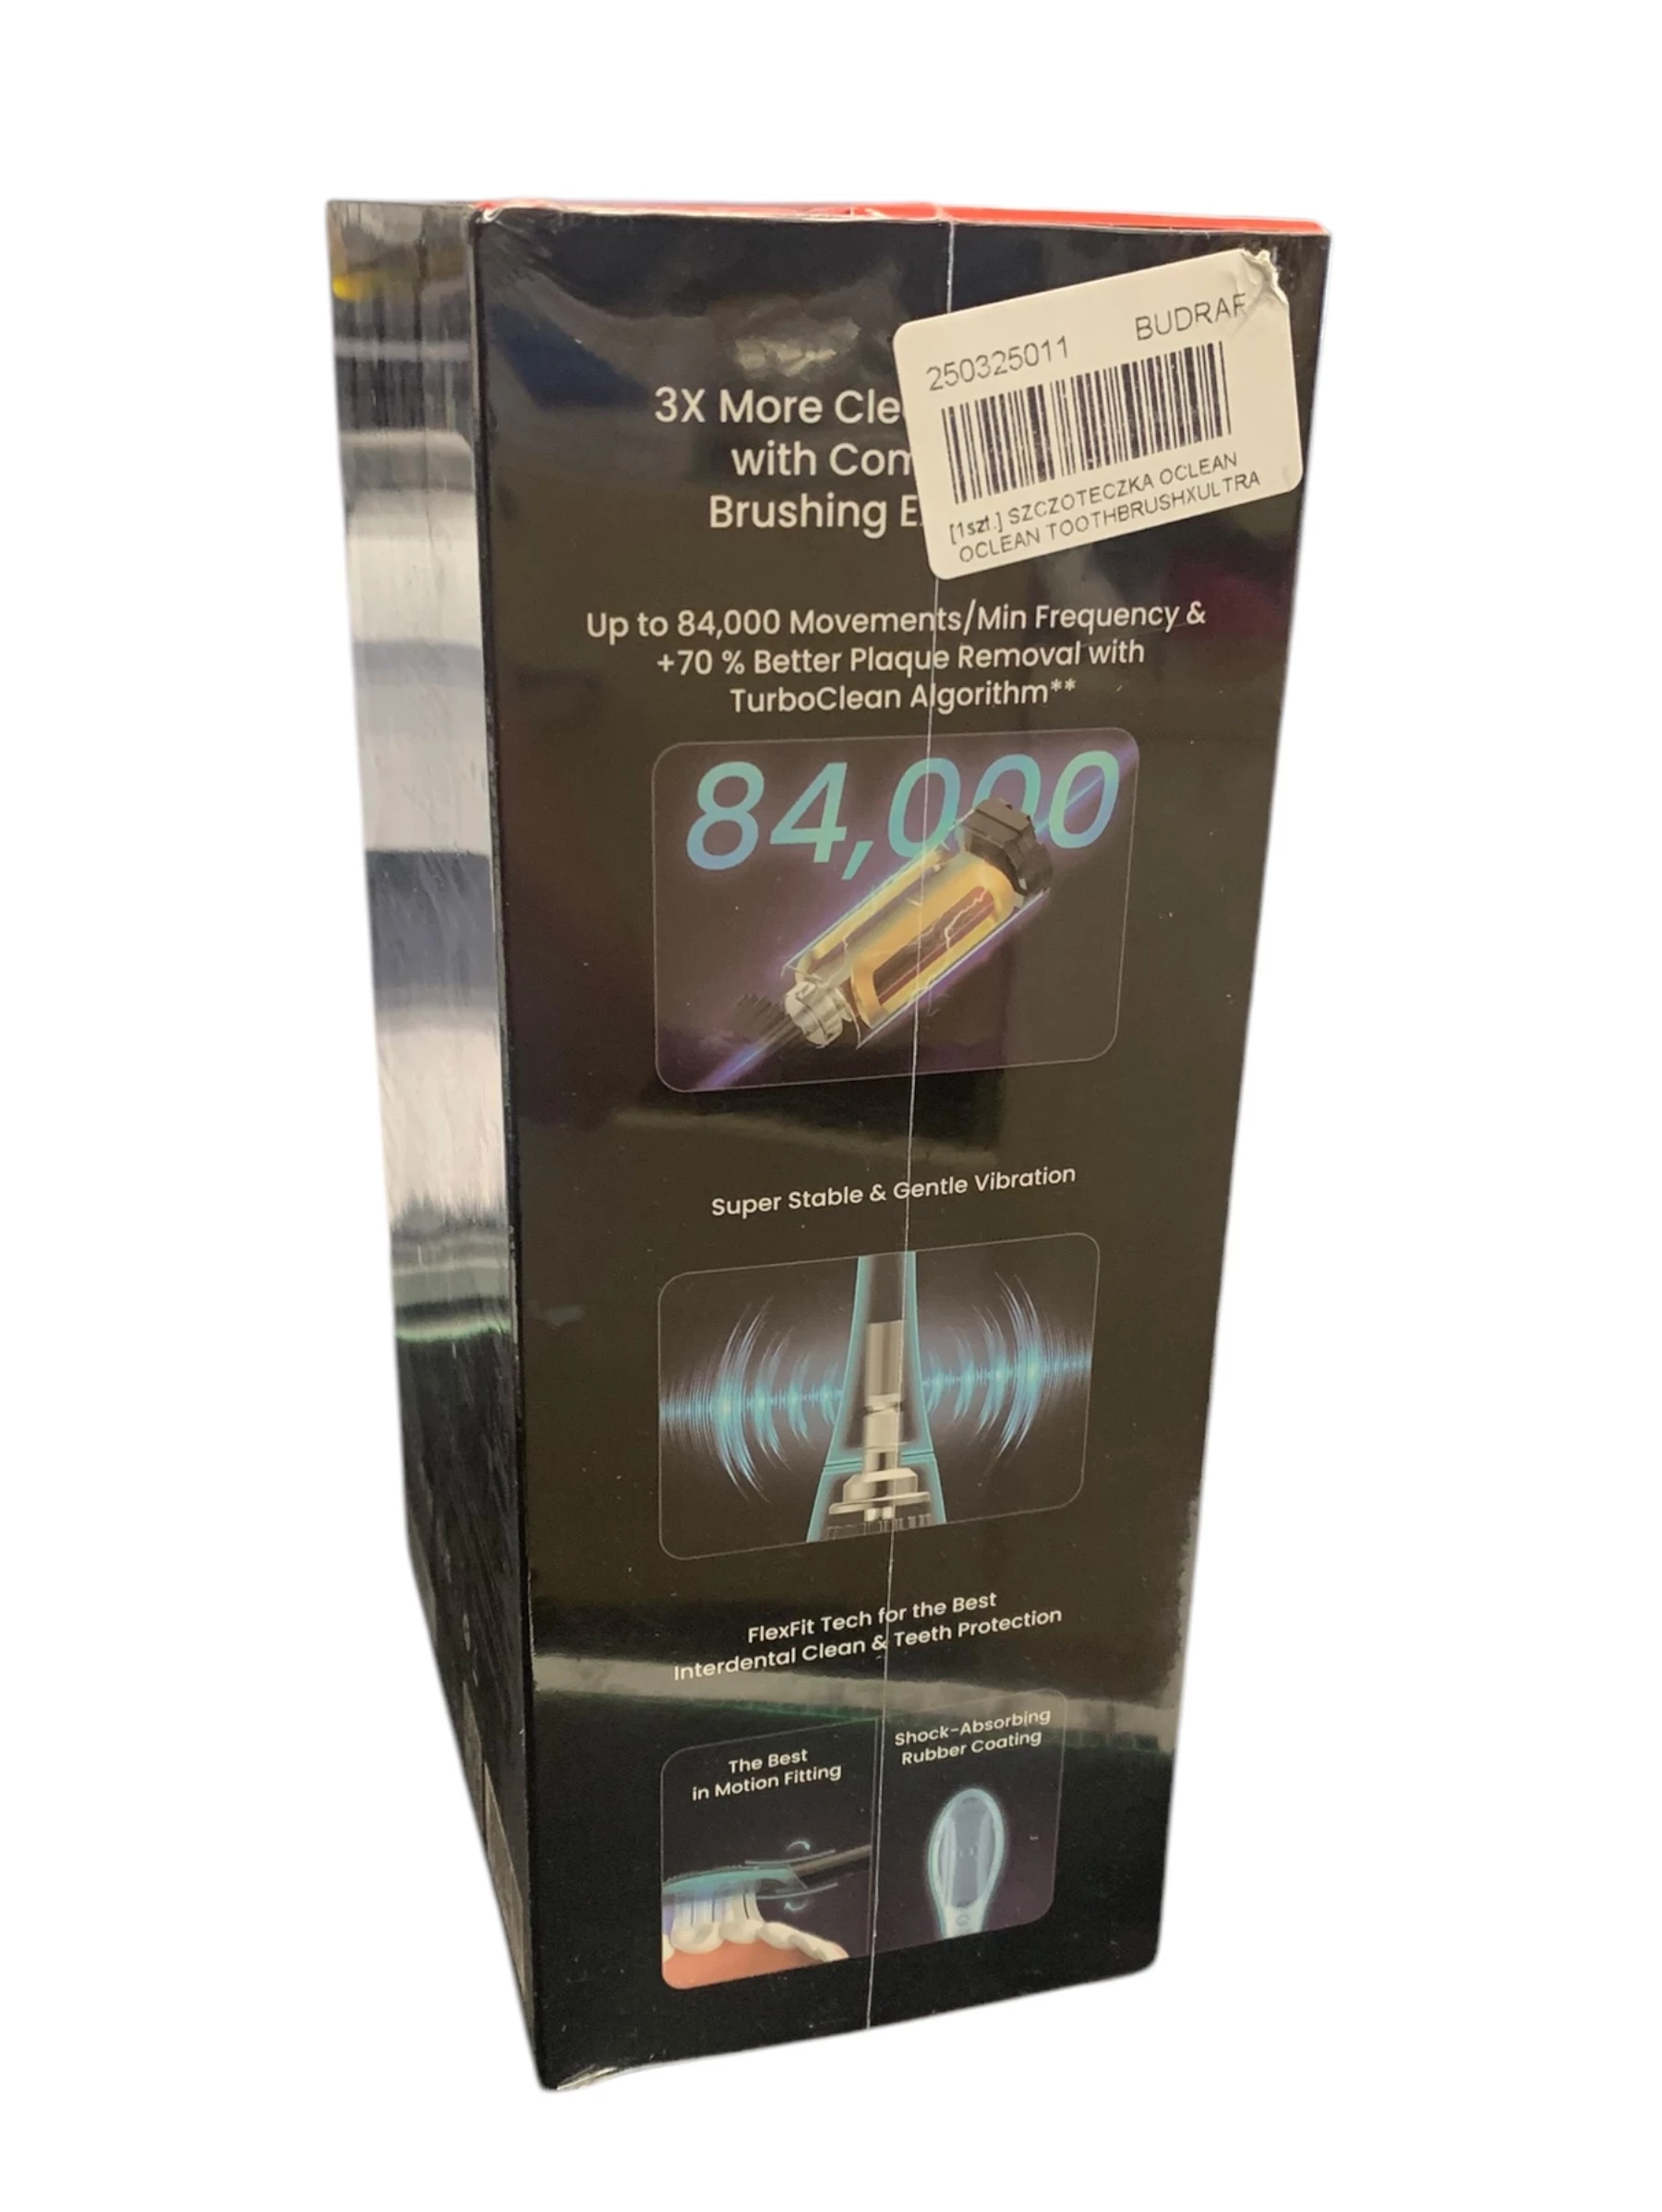 250325011 BUDRAF
[1szt.] SZCZOTECZKA OCLEAN
OCLEAN TOOTHBRUSHXULTRA
3X More Cle
with Com
Brushing E
Up to 84,000 Movements/Min Frequency &
+70 % Better Plaque Removal with
TurboClean Algorithm**
84,000
Super Stable & Gentle Vibration
FlexFit Tech for the Best
Interdental Clean & Teeth Protection
The Best
in Motion Fitting
Shock-Absorbing
Rubber Coating